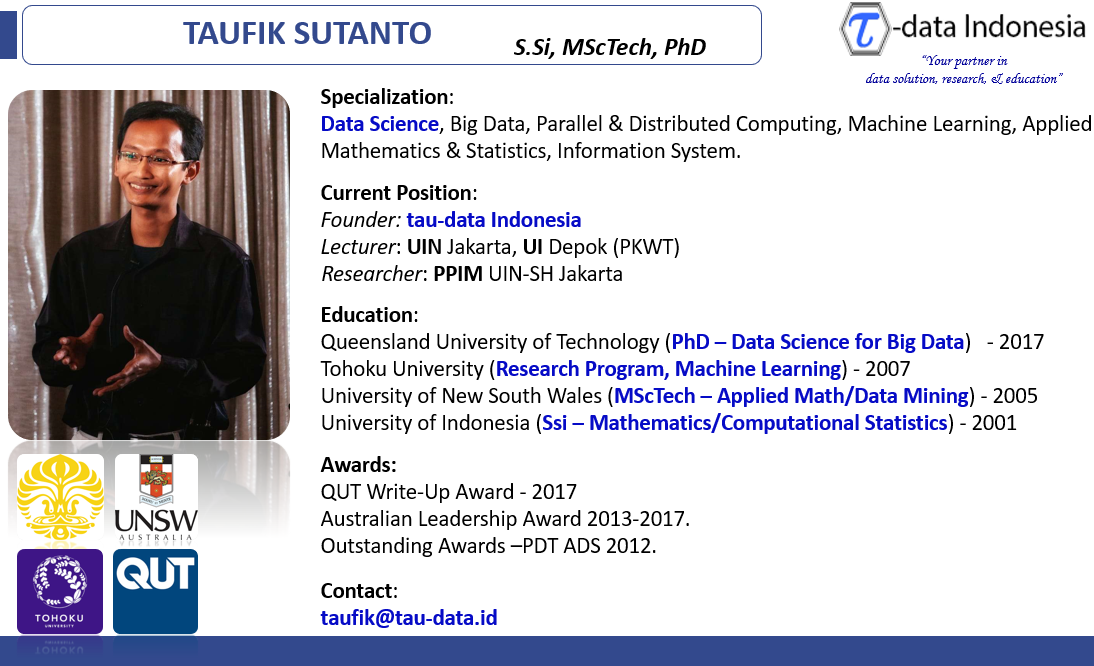 TAUFIK SUTANTO
S.Si, MScTech, PhD
τ-data Indonesia
“Your partner in
data solution, research, & education”
Specialization:
Data Science, Big Data, Parallel & Distributed Computing, Machine Learning, Applied
Mathematics & Statistics, Information System.
Current Position:
Founder: tau-data Indonesia
Lecturer: UIN Jakarta, UI Depok (PKWT)
Researcher: PPIM UIN-SH Jakarta
Education:
Queensland University of Technology (PhD – Data Science for Big Data)   - 2017
Tohoku University (Research Program, Machine Learning) - 2007
University of New South Wales (MScTech – Applied Math/Data Mining) - 2005
University of Indonesia (Ssi – Mathematics/Computational Statistics) - 2001
Awards:
QUT Write-Up Award - 2017
Australian Leadership Award 2013-2017.
Outstanding Awards –PDT ADS 2012.
Contact:
taufik@tau-data.id
UNSW
AUSTRALIA
TOHOKU
UNIVERSITY
QUT